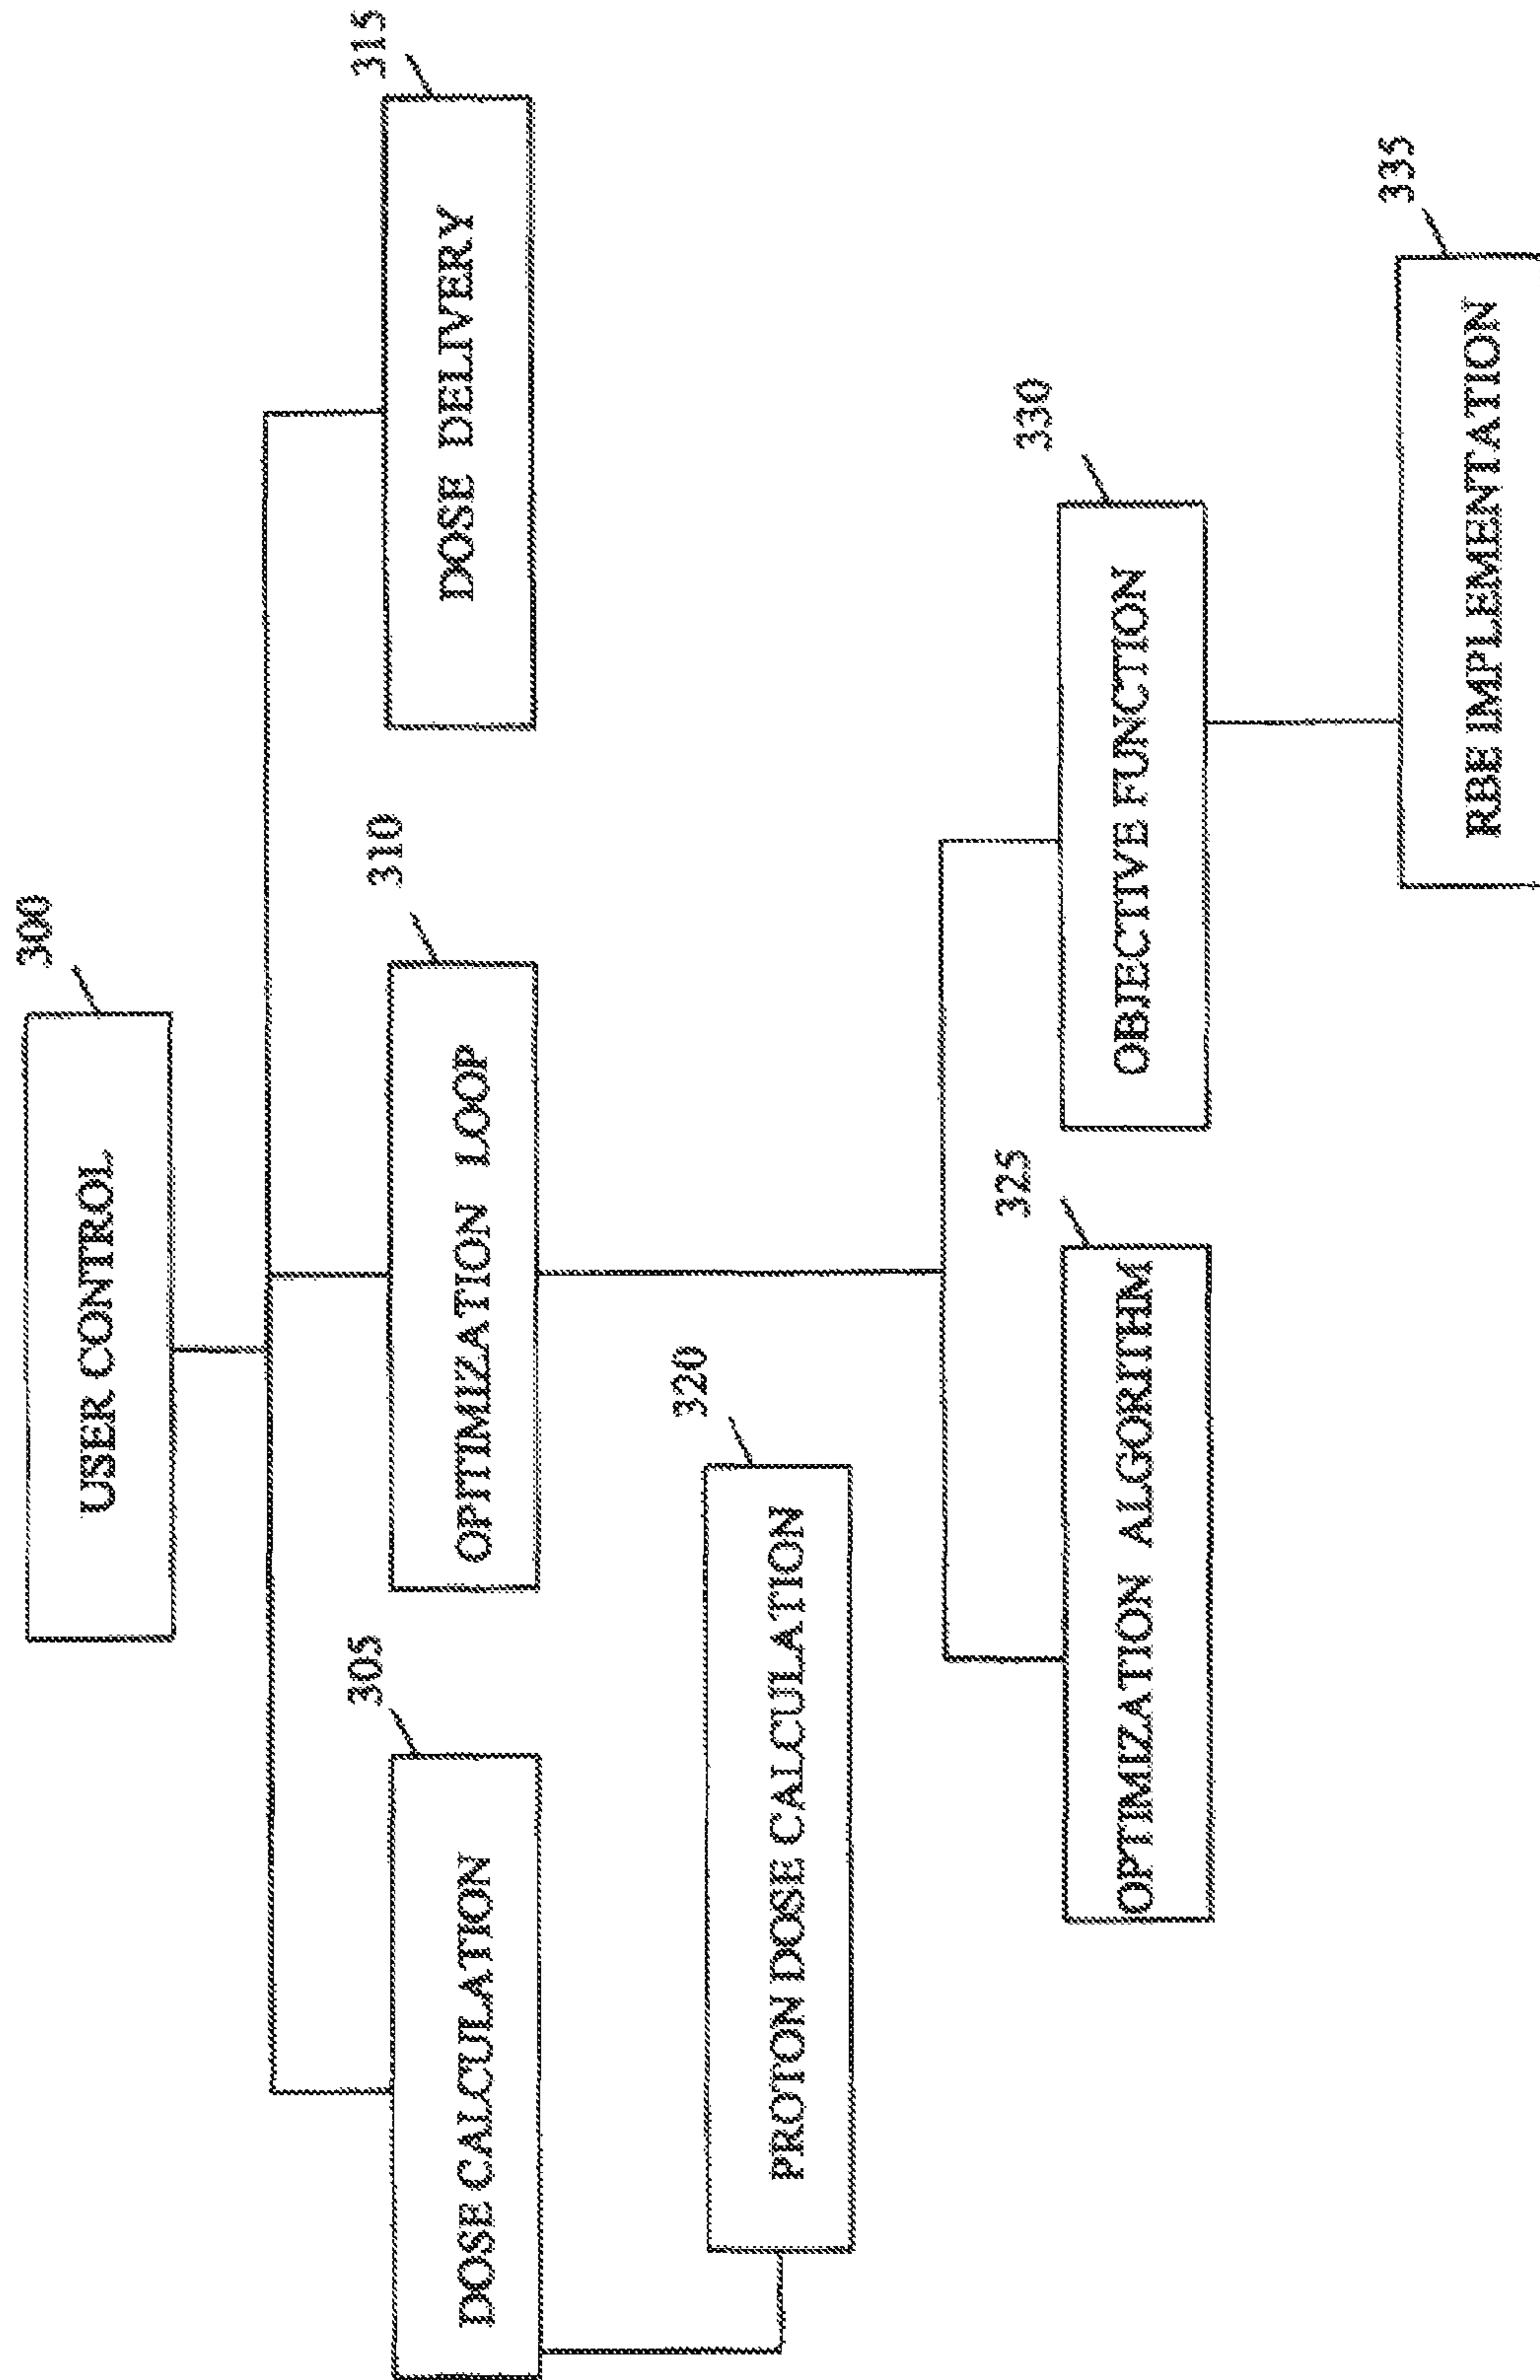 300
USER CONTROL
305
DOSE CALCULATION
310
OPTIMIZATION LOOP
315
DOSE DELIVERY
320
PROTON DOSE CALCULATION
325
OPTIMIZATION ALGORITHM
330
OBJECTIVE FUNCTION
335
RBE IMPLEMENTATION